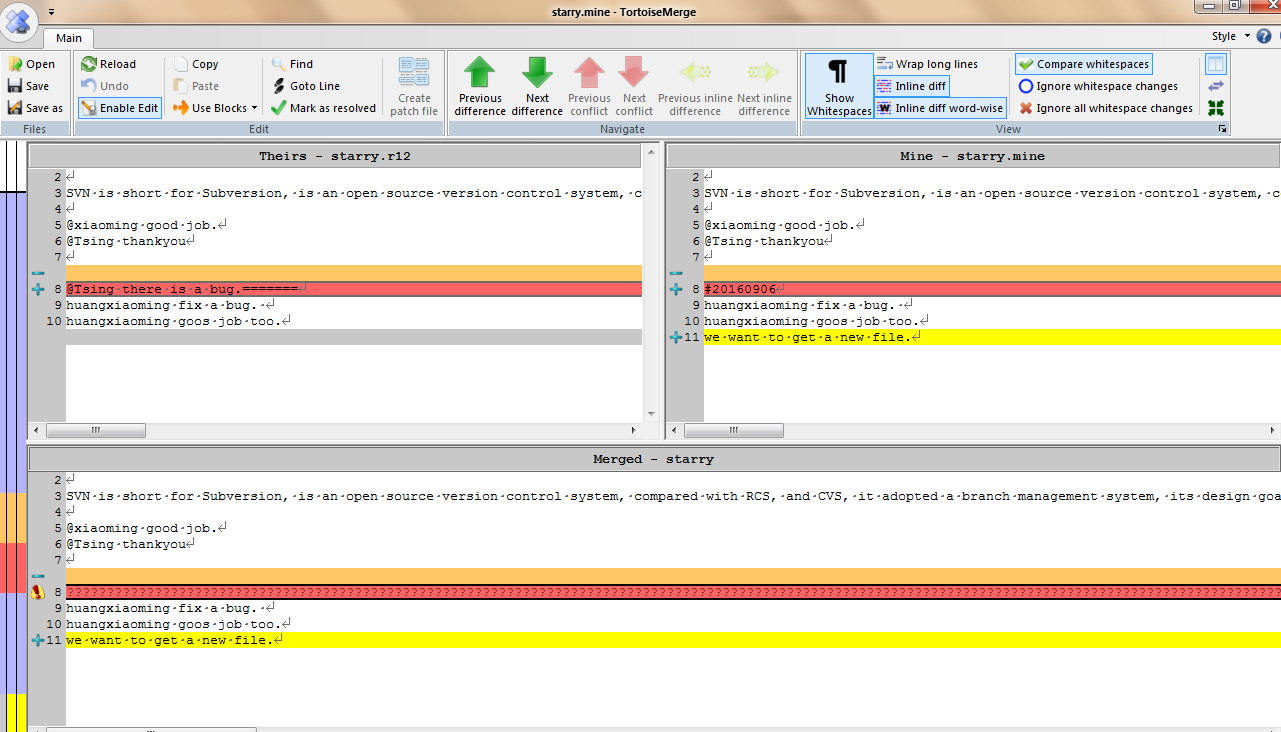 starry.mine - TortoiseMerge
Main
Style
Open
Save
Save as
Files
Reload
Undo
Enable Edit
Copy
Paste
Use Blocks
Find
Goto Line
Mark as resolved
Edit
Create patch file
Previous difference
Next difference
Previous conflict
Next conflict
Previous inline difference
Next inline difference
Navigate
Show Whitespaces
Wrap long lines
Inline diff
Inline diff word-wise
Compare whitespaces
Ignore whitespace changes
Ignore all whitespace changes
View
Theirs - starry.r12
2
3 SVN·is·short·for·Subversion,·is·an·open·source·version·control·system,·c
4
5 @xiaoming·good·job.
6 @Tsing·thankyou
7
8 @Tsing·there·is·a·bug.=======
9 huangxiaoming·fix·a·bug.·
10 huangxiaoming·goos·job·too.
Mine - starry.mine
2
3 SVN·is·short·for·Subversion,·is·an·open·source·version·control·system,·c
4
5 @xiaoming·good·job.
6 @Tsing·thankyou
7
8 #20160906
9 huangxiaoming·fix·a·bug.·
10 huangxiaoming·goos·job·too.
11 we·want·to·get·a·new·file.
Merged - starry
2
3 SVN·is·short·for·Subversion,·is·an·open·source·version·control·system,·compared·with·RCS,·and·CVS,·it·adopted·a·branch·management·system,·its·design·goa
4
5 @xiaoming·good·job.
6 @Tsing·thankyou
7
8 ????????????????????????????????????????????????????????????????????????????????????????????????????????????????????????????????????????????????????????
9 huangxiaoming·fix·a·bug.·
10 huangxiaoming·goos·job·too.
11 we·want·to·get·a·new·file.